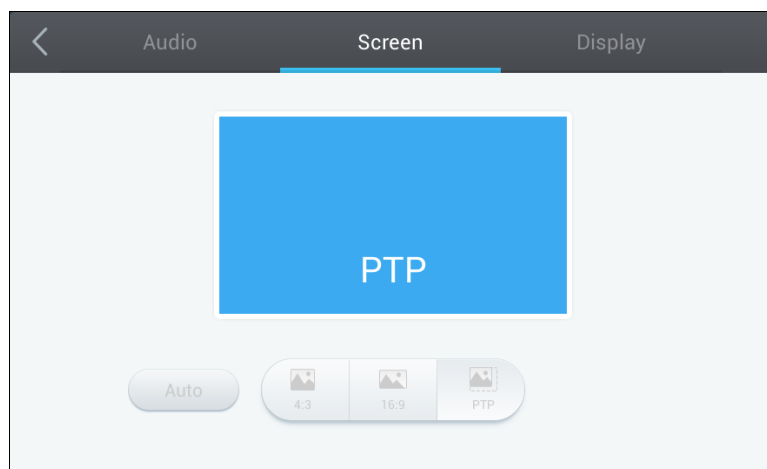 Audio
Screen
Display
PTP
Auto
4:3
16:9
PTP